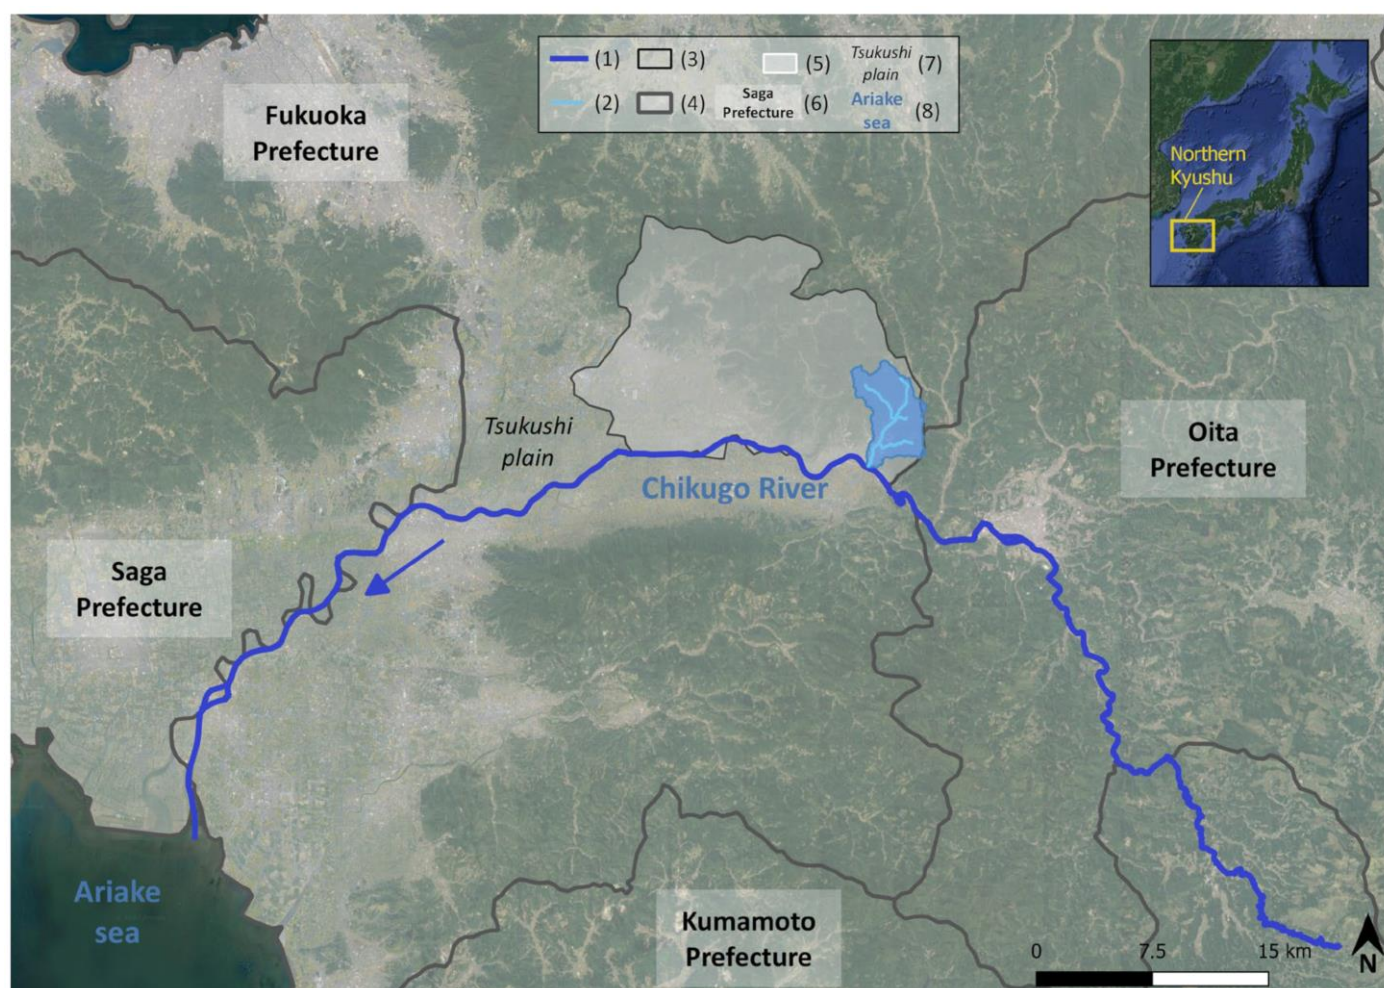 (1)
(3)
(5)
Tsukushi
plain
(7)
(2)
(4)
Saga
Prefecture
(6)
Ariake
sea
(8)
Fukuoka
Prefecture
Northern
Kyushu
Tsukushi
plain
Oita
Prefecture
Chikugo River
Saga
Prefecture
Ariake
sea
Kumamoto
Prefecture
0 7.5 15 km
N